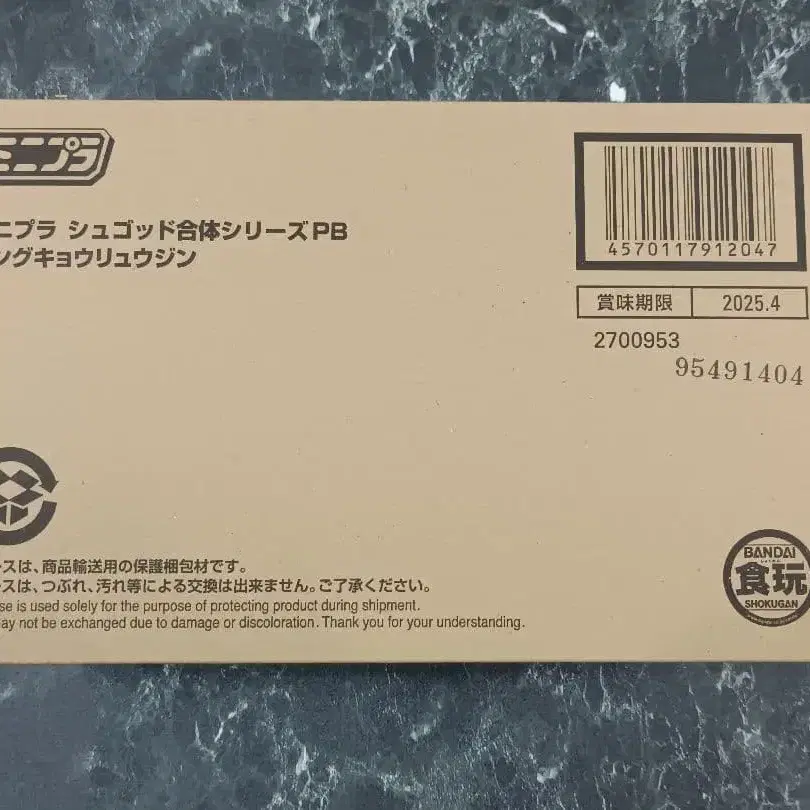 ミニプラ
ニプラ シュゴッド合体シリーズPB
ングキョウリュウジン
4570117912047
賞味期限 2025.4
2700953
95491404
スは、商品輸送用の保護梱包材です。
スは、つぶれ、汚れ等による交換は出来ません。ご了承ください。
se is used solely for the purpose of protecting product during shipment.
ay not be exchanged due to damage or discoloration. Thank you for your understanding.
BANDAI
食玩
SHOKUGAN